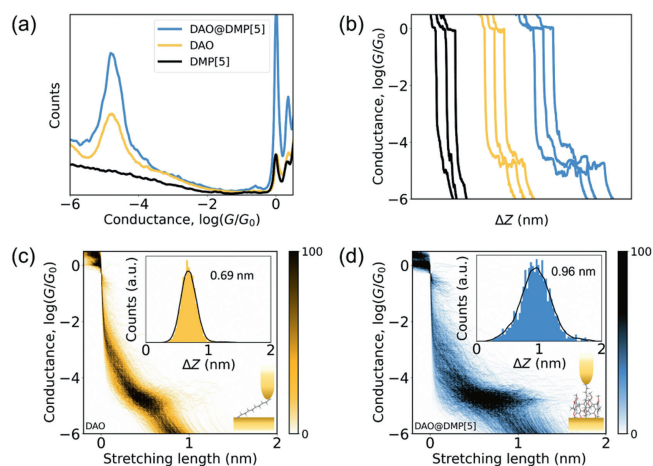 (a)
DAO@DMP[5]
DAO
DMP[5]
Counts
-6
-4
-2
0
Conductance, log(G/G₀)
(b)
Conductance, log(G/G₀)
0
-2
-4
-6
ΔZ (nm)
(c)
Conductance, log(G/G₀)
0
-2
-4
-6
Counts (a.u.)
0.69 nm
0
1
2
ΔZ (nm)
DAO
0
1
2
Stretching length (nm)
100
0
(d)
Conductance, log(G/G₀)
0
-2
-4
-6
Counts (a.u.)
0.96 nm
0
1
2
ΔZ (nm)
DAO@DMP[5]
0
1
2
Stretching length (nm)
100
0